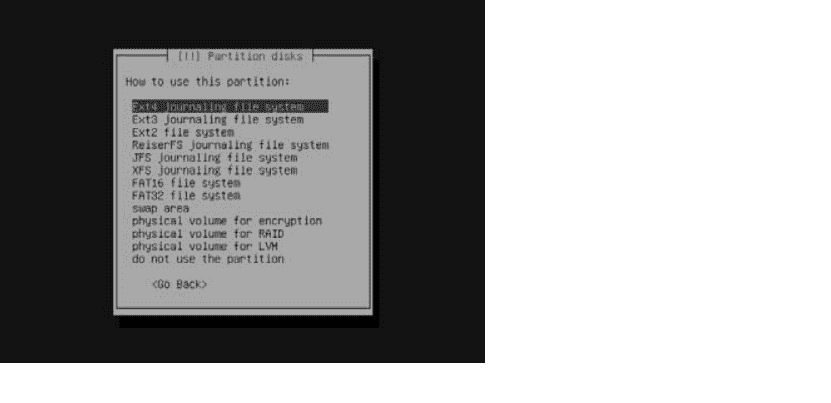 [!!] Partition disks
How to use this partition:
Ext4 journaling file system
Ext3 journaling file system
Ext2 file system
ReiserFS journaling file system
JFS journaling file system
XFS journaling file system
FAT16 file system
FAT32 file system
swap area
physical volume for encryption
physical volume for RAID
physical volume for LVM
do not use the partition
<Go Back>